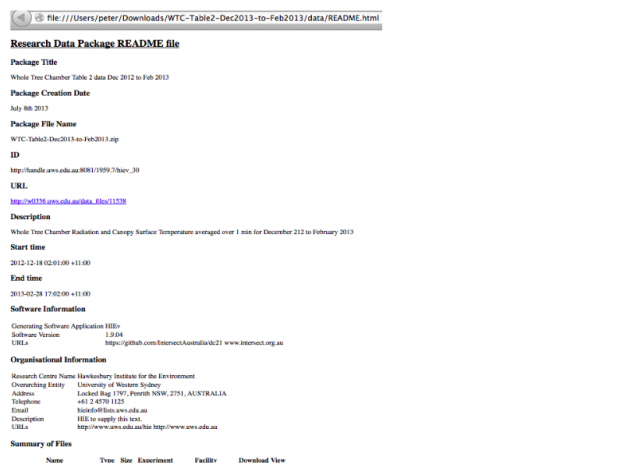 file:///Users/peter/Downloads/WTC-Table2-Dec2013-to-Feb2013/data/README.html
Research Data Package README file
Package Title
Whole Tree Chamber Table 2 data Dec 2012 to Feb 2013
Package Creation Date
July 8th 2013
Package File Name
WTC-Table2-Dec2013-to-Feb2013.zip
ID
http://handle.uws.edu.au:8081/1959.7/hiev_30
URL
http://w0336.uws.edu.au/data_files/11538
Description
Whole Tree Chamber Radiation and Canopy Surface Temperature averaged over 1 min for December 212 to February 2013
Start time
2012-12-18 02:01:00 +11:00
End time
2013-02-28 17:02:00 +11:00
Software Information
Generating Software Application HIEv
Software Version 1.9.04
URLs https://github.com/IntersectAustralia/dc21 www.intersect.org.au
Organisational Information
Research Centre Name Hawkesbury Institute for the Environment
Overarching Entity University of Western Sydney
Address Locked Bag 1797, Penrith NSW, 2751, AUSTRALIA
Telephone +61 2 4570 1125
Email hieinfo@lists.uws.edu.au
Description HIE to supply this text.
URLs http://www.uws.edu.au/hie http://www.uws.edu.au
Summary of Files
Name Type Size Experiment Facility Download View